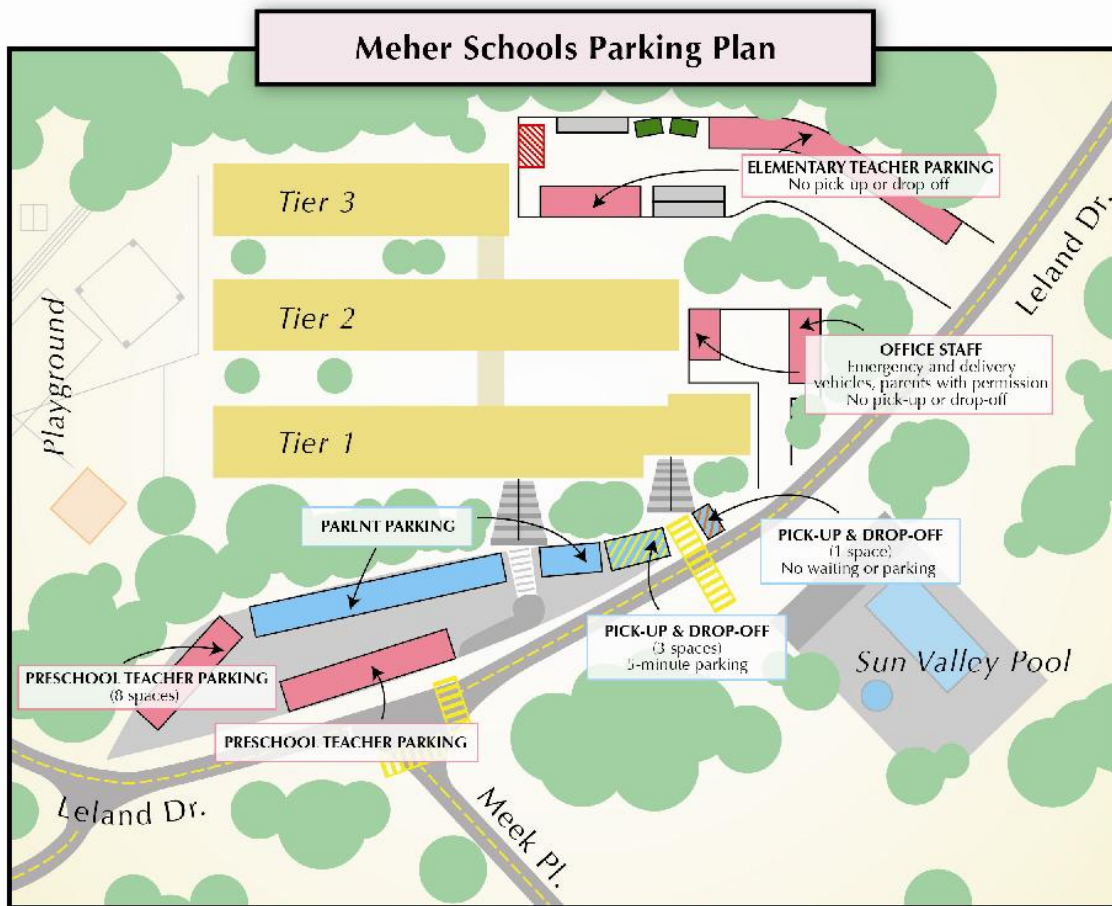 Meher Schools Parking Plan
ELEMENTARY TEACHER PARKING
No pick up or drop off
Tier 3
Leland Dr.
Tier 2
Playground
OFFICE STAFF
Emergency and delivery
vehicles, parents with permission
No pick-up or drop-off
Tier 1
PARLNT PARKING
PICK-UP & DROP-OFF
(1 space)
No waiting or parking
PICK-UP & DROP-OFF
(3 spaces)
5-minute parking
Sun Valley Pool
PRESCHOOL TEACHER PARKING
(8 spaces)
PRESCHOOL TEACHER PARKING
Leland Dr.
Meek Pl.